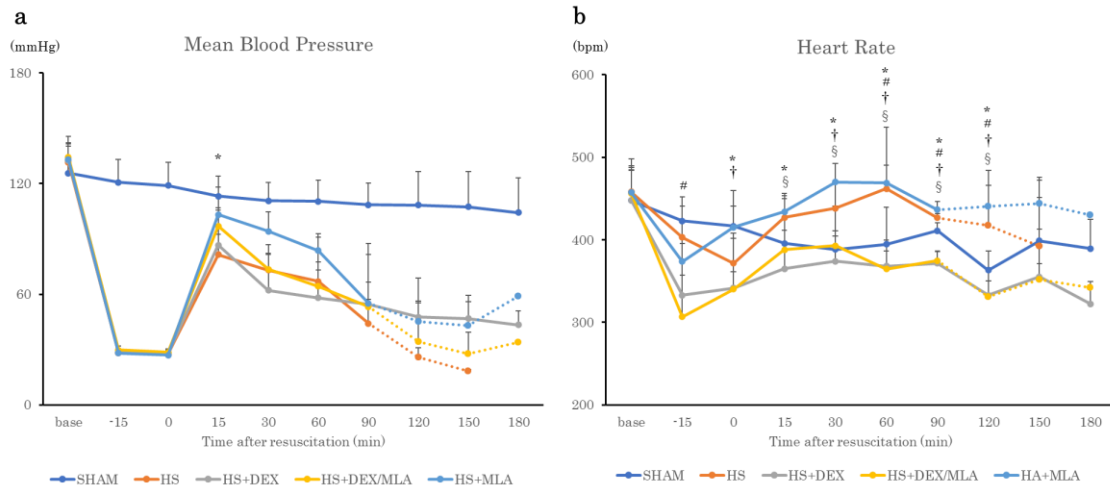 a
(mmHg)
Mean Blood Pressure
180
120
60
0
*
base -15 0 15 30 60 90 120 150 180
Time after resuscitation (min)
SHAM HS HS+DEX HS+DEX/MLA HS+MLA
b
(bpm)
Heart Rate
600
500
400
300
200
#
*
†
*
§
*
†
§
*
#
†
§
*
#
†
§
*
#
†
§
base -15 0 15 30 60 90 120 150 180
Time after resuscitation (min)
SHAM HS HS+DEX HS+DEX/MLA HA+MLA